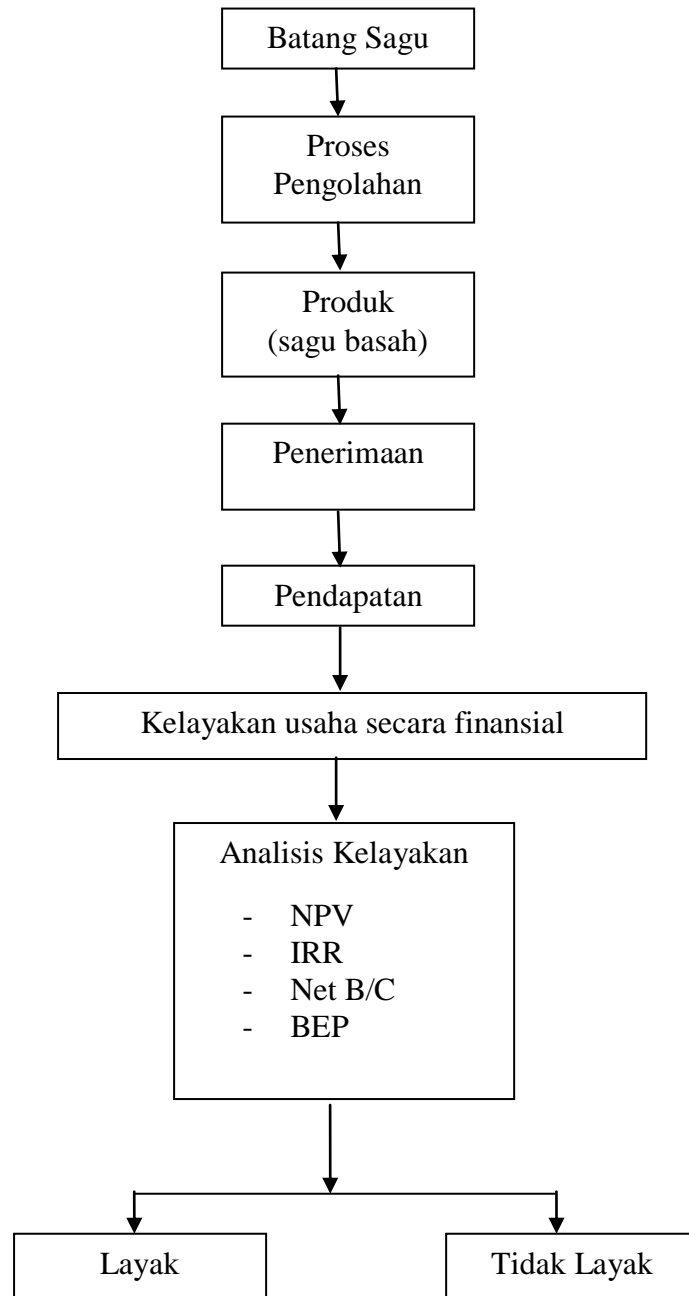 Batang Sagu
Proses
Pengolahan
Produk
(sagu basah)
Penerimaan
Pendapatan
Kelayakan usaha secara finansial
Analisis Kelayakan
- NPV
- IRR
- Net B/C
- BEP
Layak
Tidak Layak